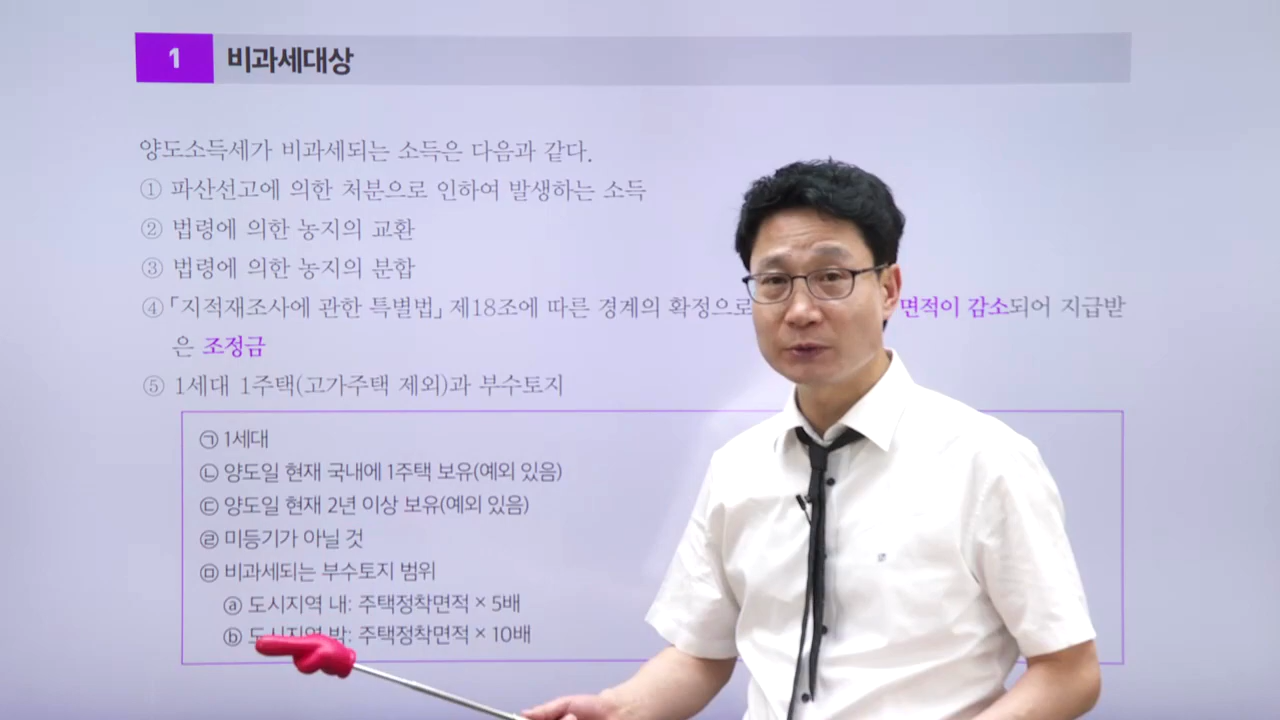 1 비과세대상
양도소득세가 비과세되는 소득은 다음과 같다.
① 파산선고에 의한 처분으로 인하여 발생하는 소득
② 법령에 의한 농지의 교환
③ 법령에 의한 농지의 분합
④ 「지적재조사에 관한 특별법」 제18조에 따른 경계의 확정으로 면적이 감소되어 지급받
은 조정금
⑤ 1세대 1주택(고가주택 제외)과 부수토지
㉠ 1세대
㉡ 양도일 현재 국내에 1주택 보유(예외 있음)
㉢ 양도일 현재 2년 이상 보유(예외 있음)
㉣ 미등기가 아닐 것
㉤ 비과세되는 부수토지 범위
ⓐ 도시지역 내: 주택정착면적 × 5배
ⓑ 도시지역 밖: 주택정착면적 × 10배